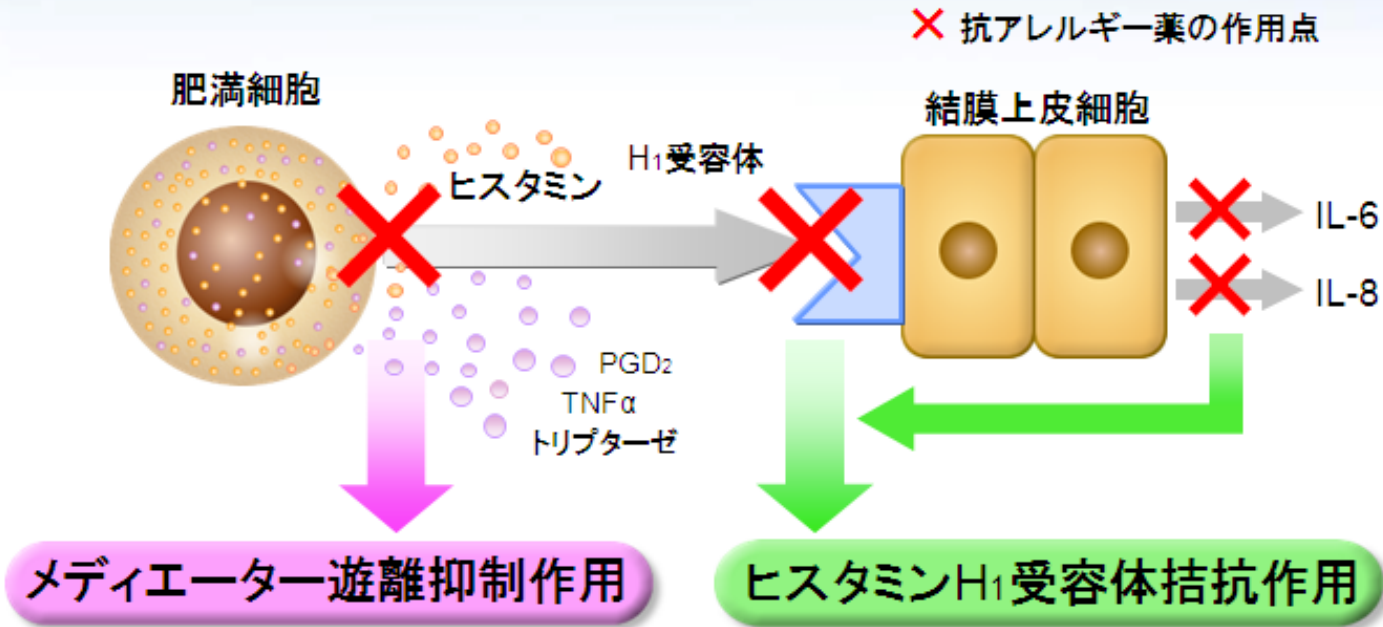 × 抗アレルギー薬の作用点
肥満細胞
結膜上皮細胞
ヒスタミン
H₁受容体
IL-6
IL-8
PGD₂
TNFα
トリプターゼ
メディエーター遊離抑制作用
ヒスタミンH₁受容体拮抗作用